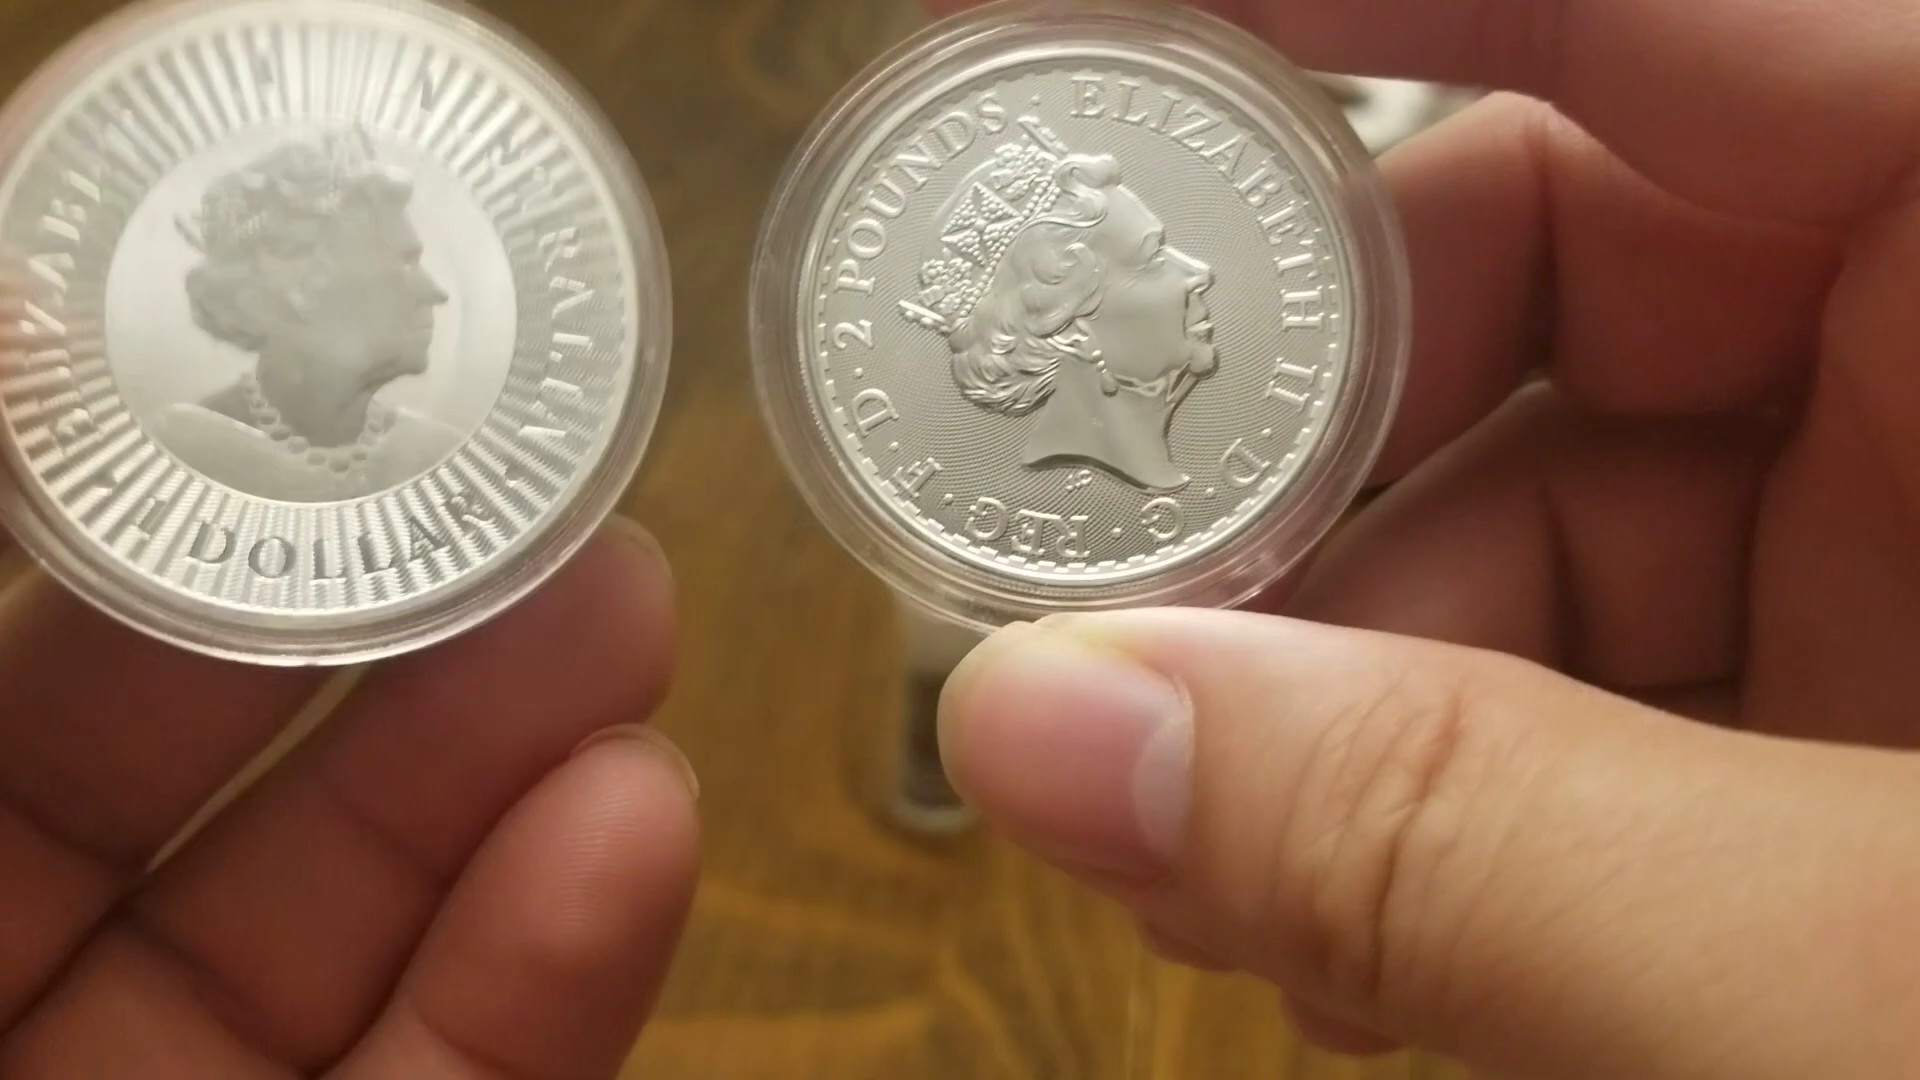 ELIZABETH II AUSTRALIA
· 1 DOLLAR ·
· ELIZABETH II · D · G · REG · F · D · 2 POUNDS